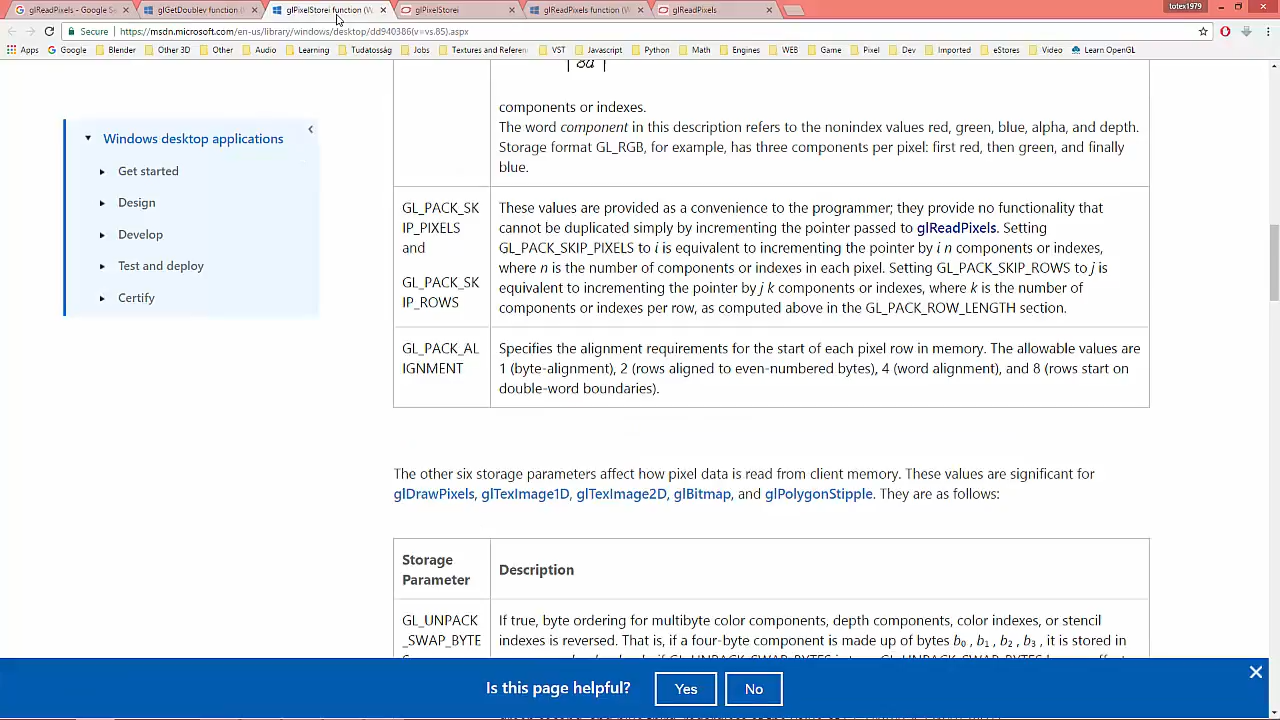 glReadPixels - Google Se
glGetDoublev function (
glPixelStorei function (W
glPixelStorei
glReadPixels function (W
glReadPixels
lotex1979
Secure https://msdn.microsoft.com/en-us/library/windows/desktop/dd940386(v=vs.85).aspx
Apps Google Blender Other 3D Other Audio Learning Tudatosság Jobs Textures and Referen VST Javascript Python Math Engines WEB Game Pixel Dev Imported eStores Video Learn OpenGL
components or indexes.
The word component in this description refers to the nonindex values red, green, blue, alpha, and depth.
Storage format GL_RGB, for example, has three components per pixel: first red, then green, and finally
blue.
Windows desktop applications
Get started
Design
Develop
Test and deploy
Certify
GL_PACK_SK
IP_PIXELS
and
GL_PACK_SK
IP_ROWS
These values are provided as a convenience to the programmer; they provide no functionality that
cannot be duplicated simply by incrementing the pointer passed to glReadPixels. Setting
GL_PACK_SKIP_PIXELS to i is equivalent to incrementing the pointer by i n components or indexes,
where n is the number of components or indexes in each pixel. Setting GL_PACK_SKIP_ROWS to j is
equivalent to incrementing the pointer by j k components or indexes, where k is the number of
components or indexes per row, as computed above in the GL_PACK_ROW_LENGTH section.
GL_PACK_AL
IGNMENT
Specifies the alignment requirements for the start of each pixel row in memory. The allowable values are
1 (byte-alignment), 2 (rows aligned to even-numbered bytes), 4 (word alignment), and 8 (rows start on
double-word boundaries).
The other six storage parameters affect how pixel data is read from client memory. These values are significant for
glDrawPixels, glTexImage1D, glTexImage2D, glBitmap, and glPolygonStipple. They are as follows:
Storage
Parameter
Description
GL_UNPACK
_SWAP_BYTE
If true, byte ordering for multibyte color components, depth components, color indexes, or stencil
indexes is reversed. That is, if a four-byte component is made up of bytes b0 , b1 , b2 , b3 , it is stored in
Is this page helpful?
Yes
No